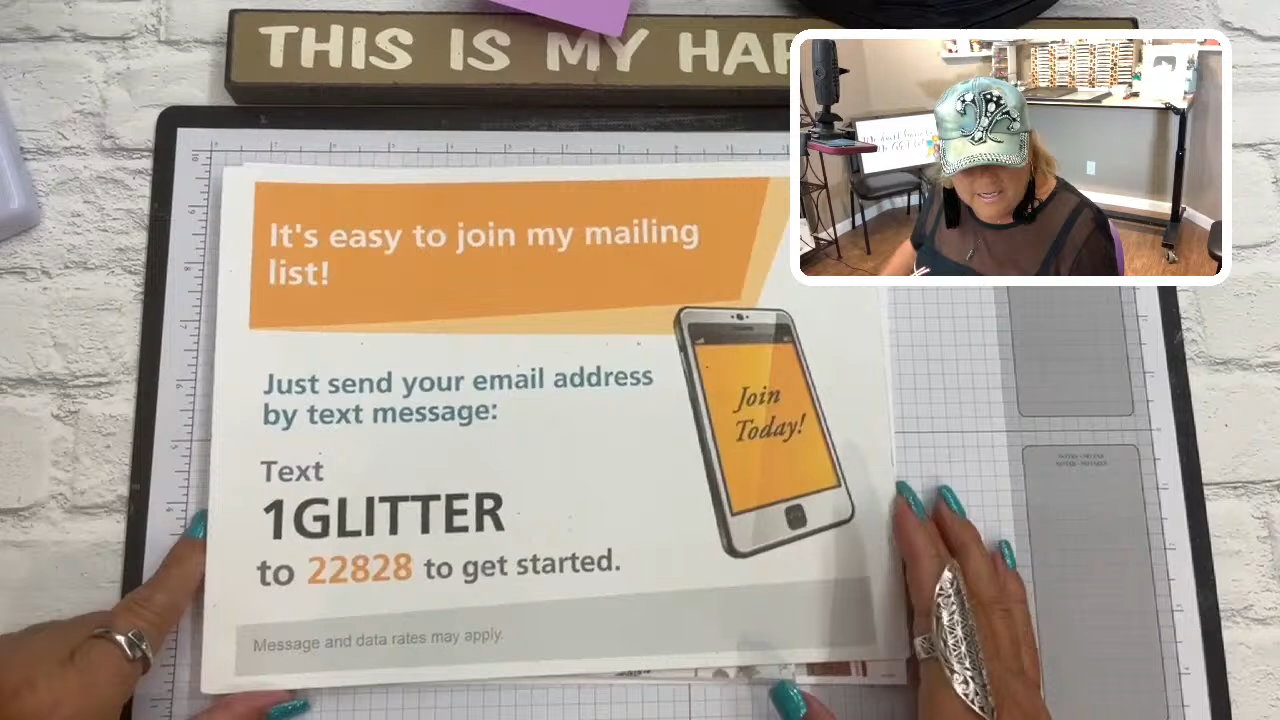 THIS IS MY
It's easy to join my mailing
list!
Just send your email address
by text message:
Join
Today!
Text
1GLITTER
to 22828 to get started.
Message and data rates may apply.